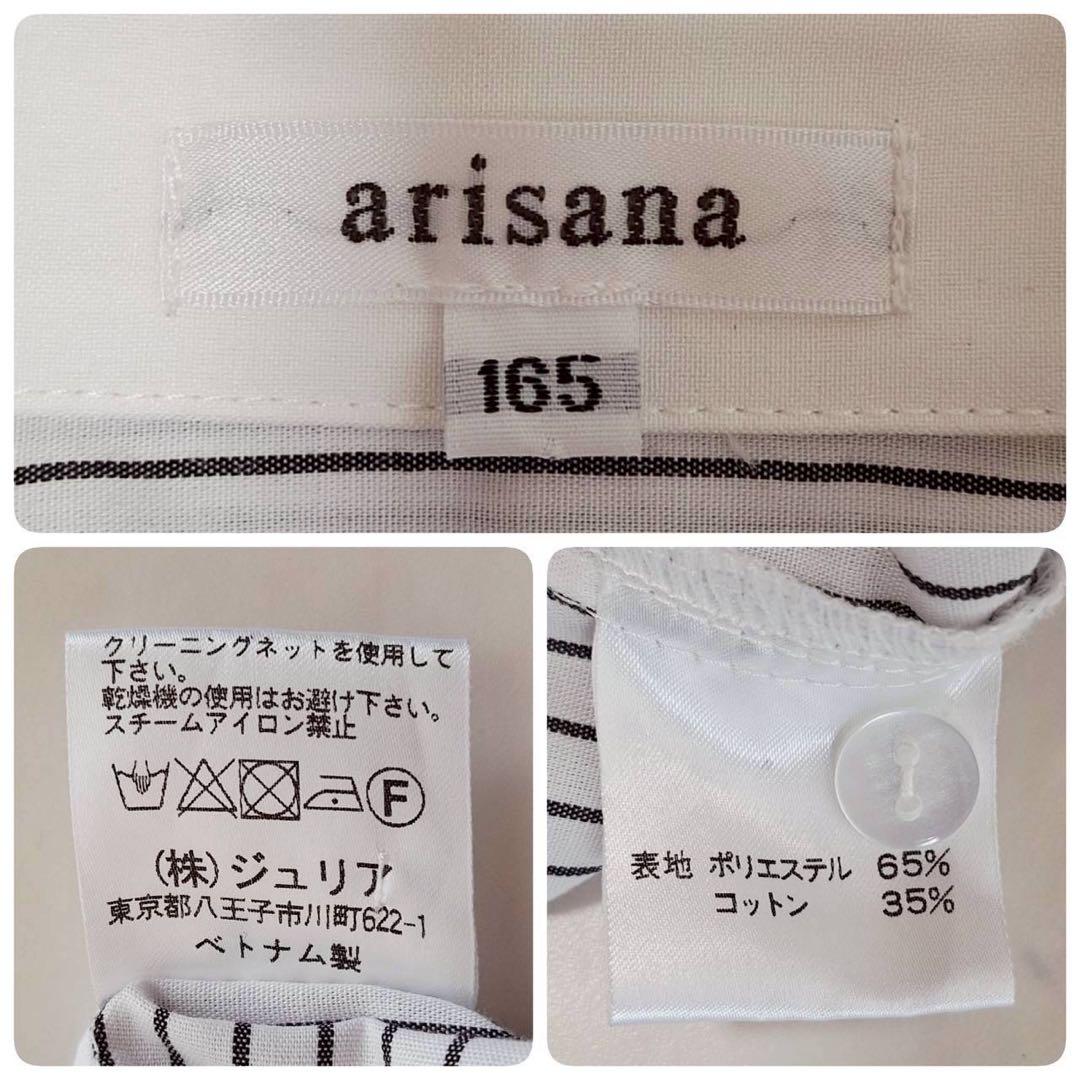 arisana
165
クリーニングネットを使用して
下さい。
乾燥機の使用はお避け下さい。
スチームアイロン禁止
F
(株)ジュリア
東京都八王子市川町622-1
ベトナム製
表地 ポリエステル 65%
コットン 35%